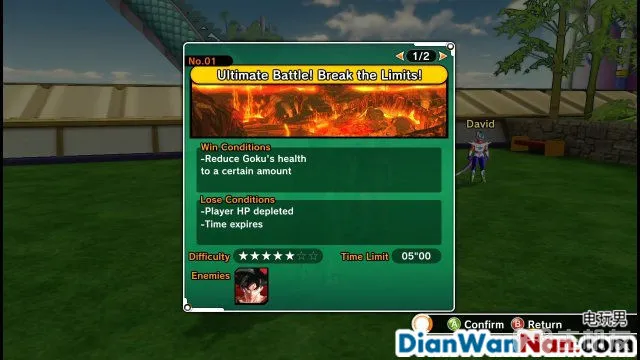 No.01
1/2
Ultimate Battle! Break the Limits!
Win Conditions
-Reduce Goku's health
to a certain amount
Lose Conditions
-Player HP depleted
-Time expires
Difficulty ★★★★★☆☆ Time Limit 05"00
Enemies
David
A Confirm B Return
电玩男
DianWanNan.com